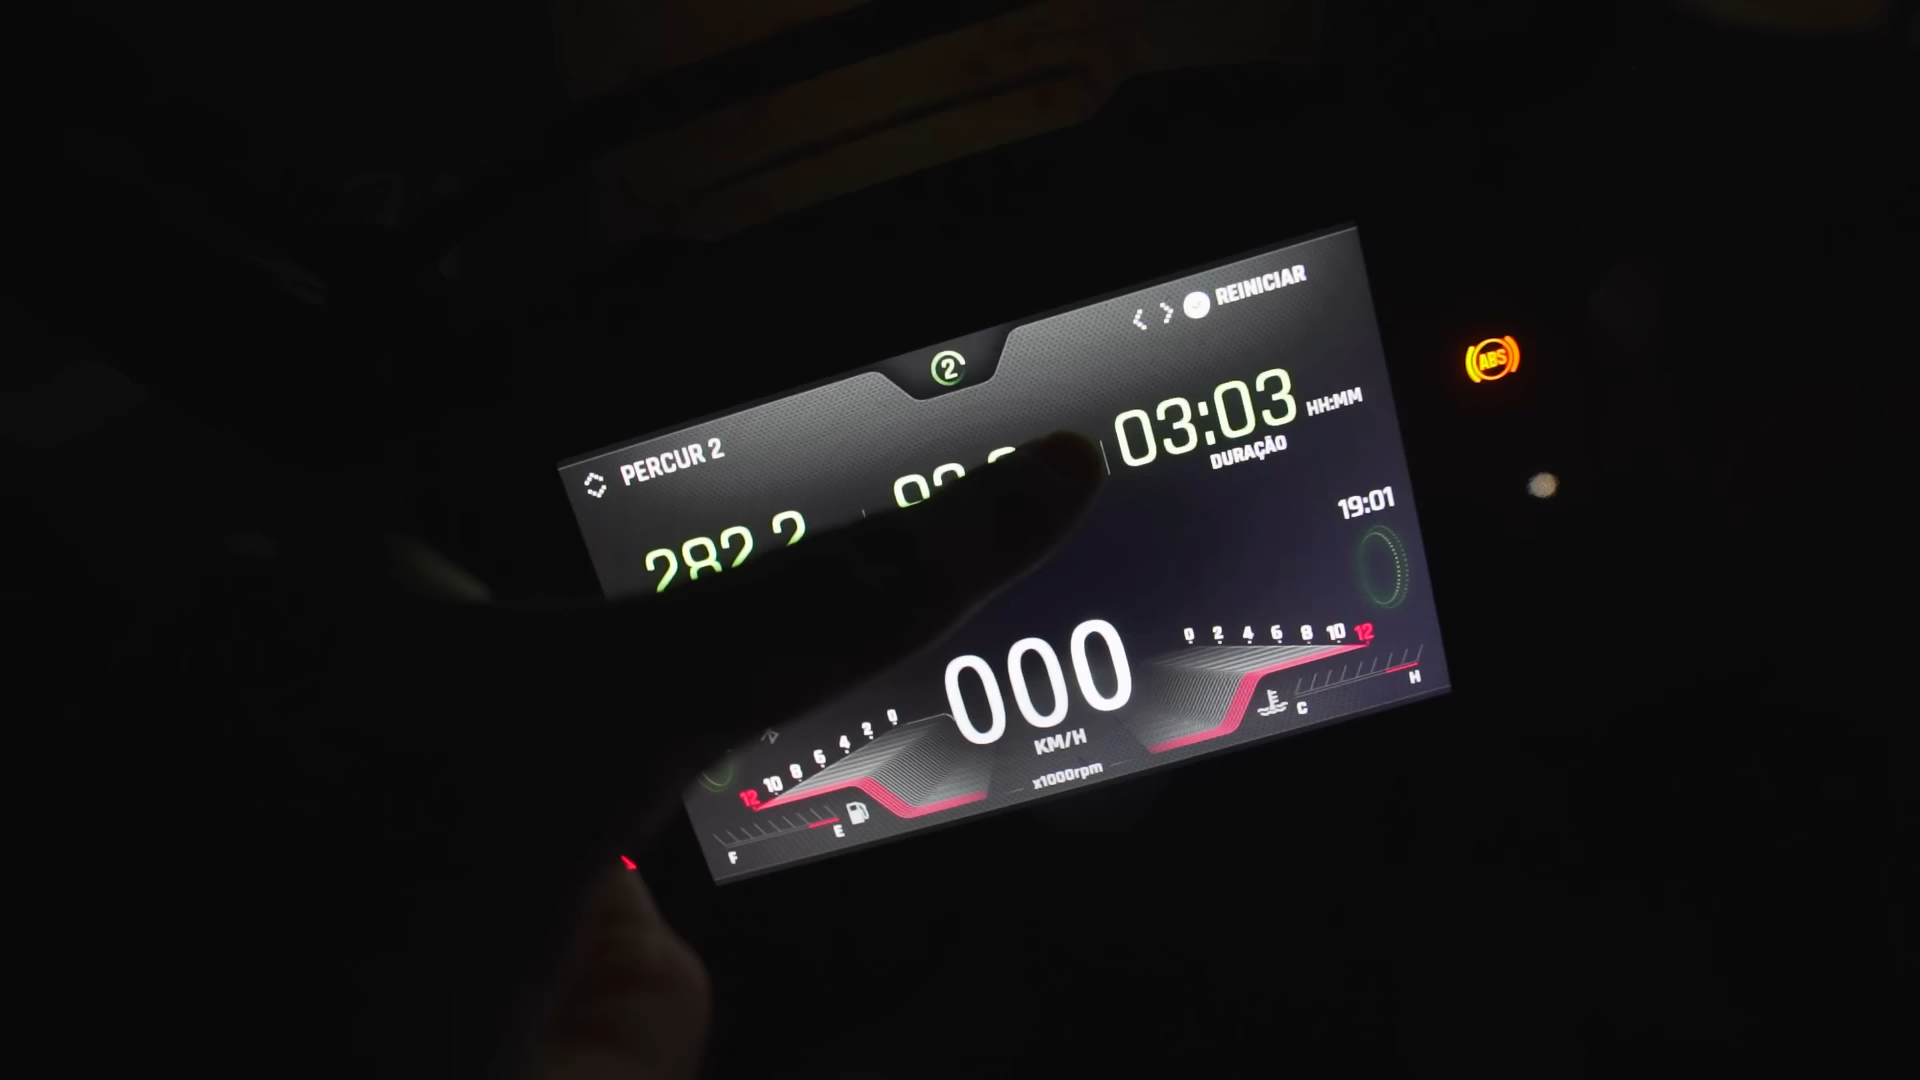 PERCUR 2
2
REINICIAR
282.2
03:03 HH:MM
DURAÇÃO
ABS
19:01
000
KM/H
x1000rpm
12 10 8 6 4 2 0
0 2 4 6 8 10 12
F E
C H